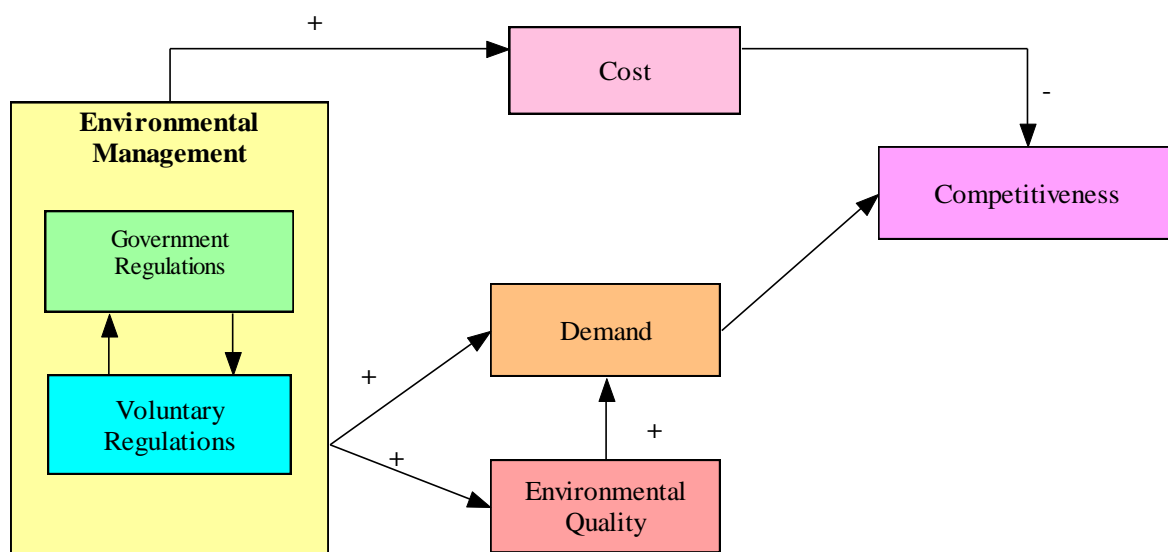 +
Cost
-
Environmental
Management
Competitiveness
Government
Regulations
Demand
+
Voluntary
Regulations
+
+
Environmental
Quality